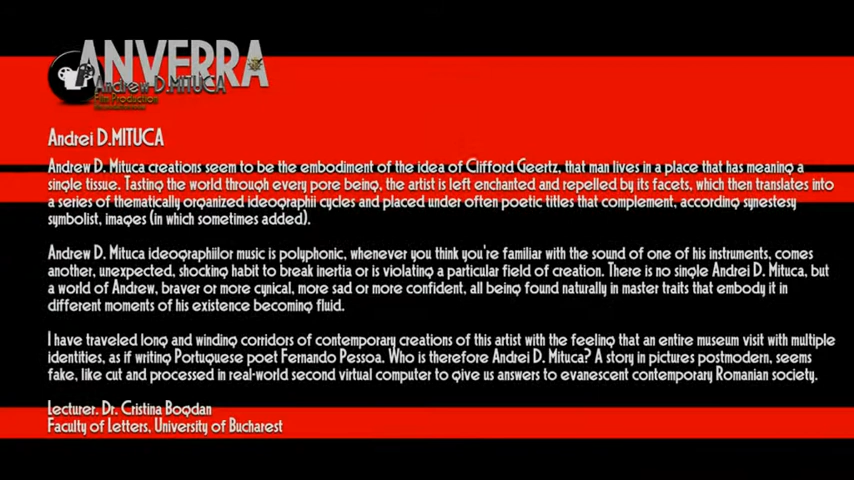 ANVERRA
Andrew D.MITUCA
Film Production
Andrei D.MITUCA
Andrew D. Mituca creations seem to be the embodiment of the idea of Clifford Geertz, that man lives in a place that has meaning a
single tissue. Tasting the world through every pore being, the artist is left enchanted and repelled by its facets, which then translates into
a series of thematically organized ideographii cycles and placed under often poetic titles that complement, according synestesy
symbolist, images (in which sometimes added).
Andrew D. Mituca ideographiilor music is polyphonic, whenever you think you're familiar with the sound of one of his instruments, comes
another, unexpected, shocking habit to break inertia or is violating a particular field of creation. There is no single Andrei D. Mituca, but
a world of Andrew, braver or more cynical, more sad or more confident, all being found naturally in master traits that embody it in
different moments of his existence becoming fluid.
I have traveled long and winding corridors of contemporary creations of this artist with the feeling that an entire museum visit with multiple
identities, as if writing Portuguese poet Fernando Pessoa. Who is therefore Andrei D. Mituca? A story in pictures postmodern, seems
fake, like cut and processed in real-world second virtual computer to give us answers to evanescent contemporary Romanian society.
Lecturer. Dr. Cristina Bogdan
Faculty of Letters, University of Bucharest